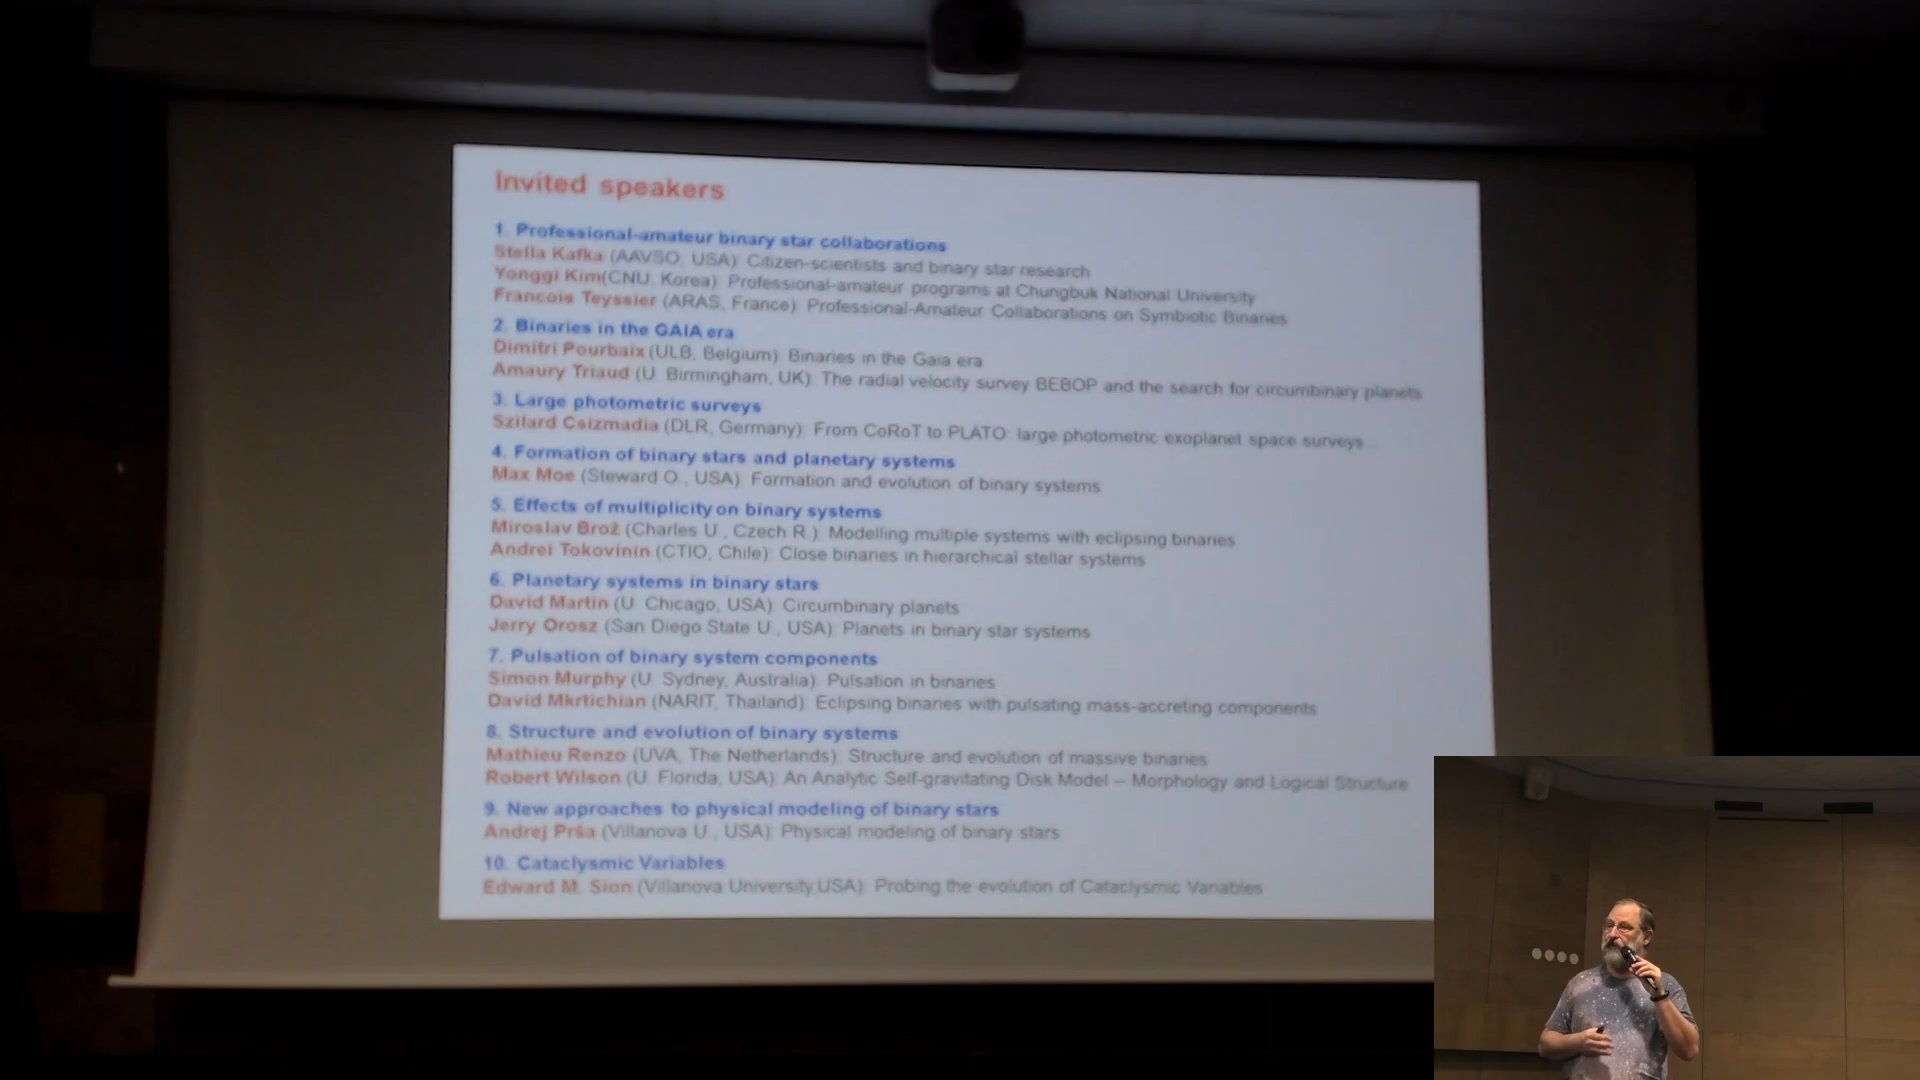 Invited speakers
1. Professional-amateur binary star collaborations
Stella Kafka (AAVSO, USA): Citizen-scientists and binary star research
Yonggi Kim(CNU, Korea): Professional-amateur programs at Chungbuk National University
Francois Teyssier (ARAS, France): Professional-Amateur Collaborations on Symbiotic Binaries
2. Binaries in the GAIA era
Dimitri Pourbaix (ULB, Belgium): Binaries in the Gaia era
Amaury Triaud (U. Birmingham, UK): The radial velocity survey BEBOP and the search for circumbinary planets
3. Large photometric surveys
Szilard Csizmadia (DLR, Germany): From CoRoT to PLATO: large photometric exoplanet space surveys
4. Formation of binary stars and planetary systems
Max Moe (Steward O., USA): Formation and evolution of binary systems
5. Effects of multiplicity on binary systems
Miroslav Brož (Charles U., Czech R.): Modelling multiple systems with eclipsing binaries
Andrei Tokovinin (CTIO, Chile): Close binaries in hierarchical stellar systems
6. Planetary systems in binary stars
David Martin (U. Chicago, USA): Circumbinary planets
Jerry Orosz (San Diego State U., USA): Planets in binary star systems
7. Pulsation of binary system components
Simon Murphy (U. Sydney, Australia): Pulsation in binaries
David Mkrtichian (NARIT, Thailand): Eclipsing binaries with pulsating mass-accreting components
8. Structure and evolution of binary systems
Mathieu Renzo (UVA, The Netherlands): Structure and evolution of massive binaries
Robert Wilson (U. Florida, USA): An Analytic Self-gravitating Disk Model – Morphology and Logical Structure
9. New approaches to physical modeling of binary stars
Andrej Prša (Villanova U., USA): Physical modeling of binary stars
10. Cataclysmic Variables
Edward M. Sion (Villanova University,USA): Probing the evolution of Cataclysmic Variables